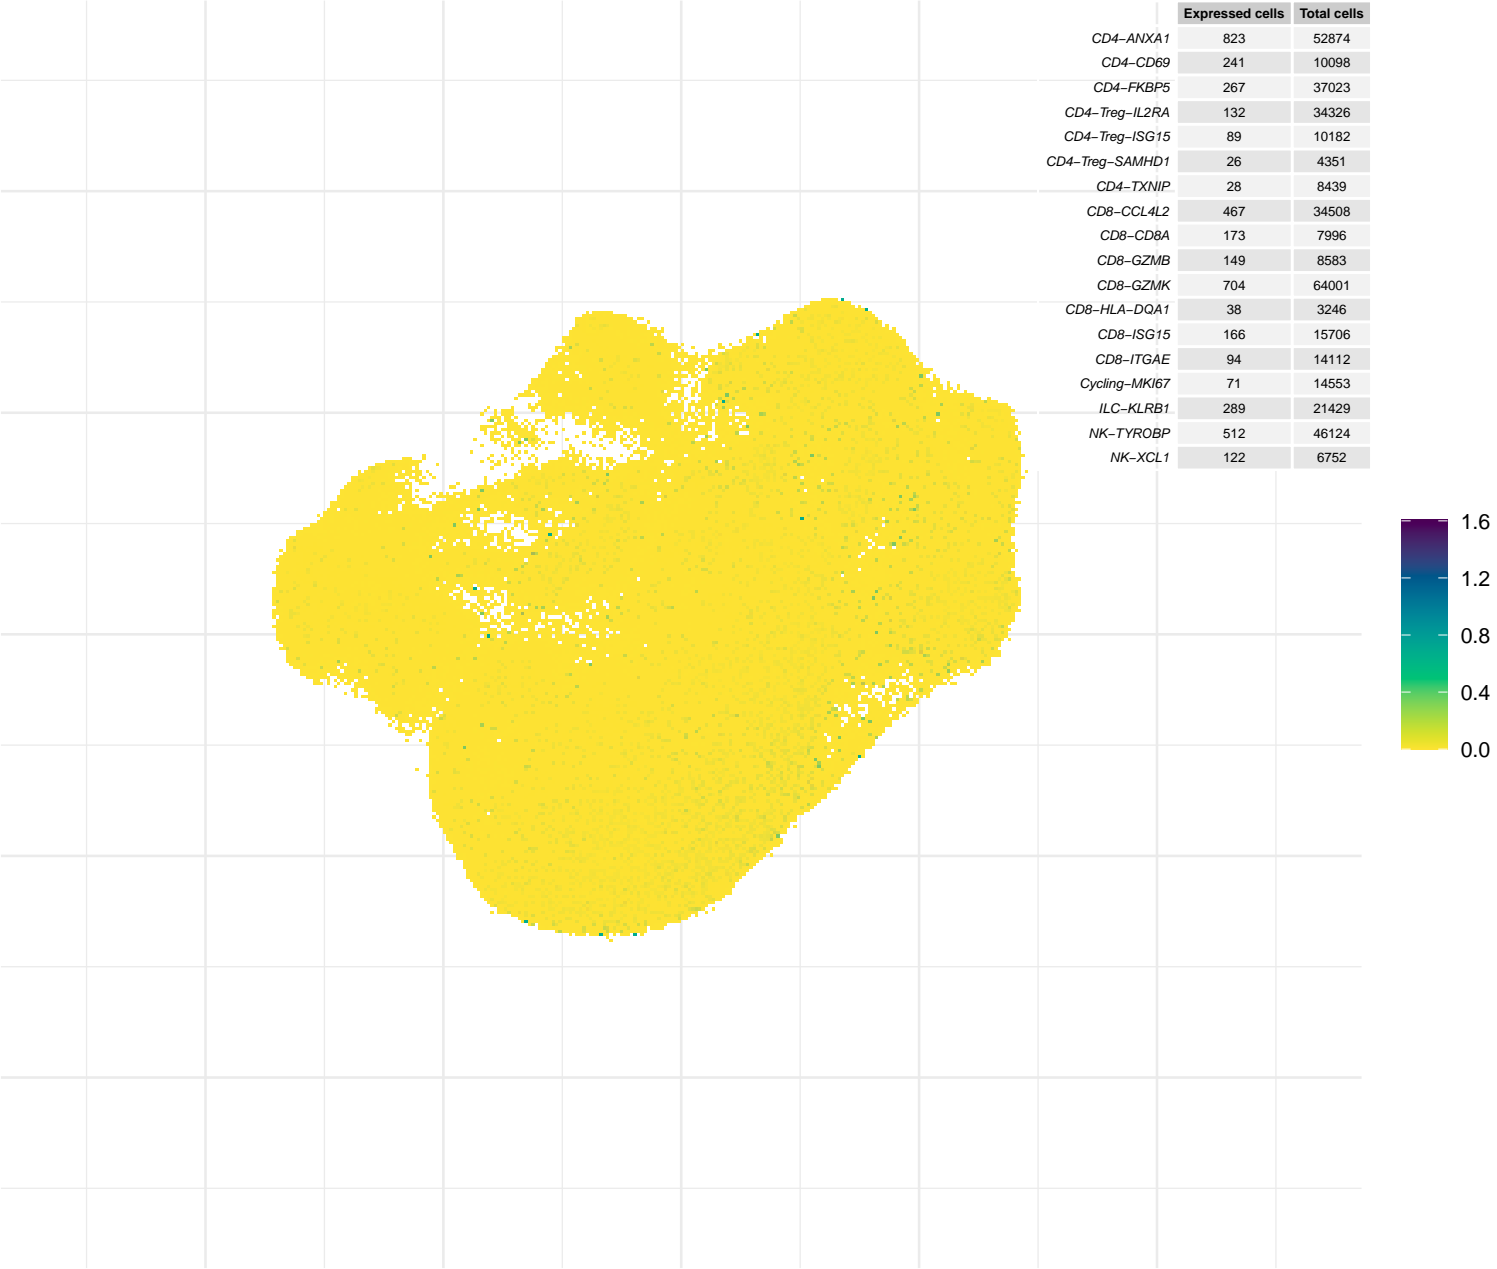 Expressed cells Total cells
CD4−ANXA1 823 52874
CD4−CD69 241 10098
CD4−FKBP5 267 37023
CD4−Treg−IL2RA 132 34326
CD4−Treg−ISG15 89 10182
CD4−Treg−SAMHD1 26 4351
CD4−TXNIP 28 8439
CD8−CCL4L2 467 34508
CD8−CD8A 173 7996
CD8−GZMB 149 8583
CD8−GZMK 704 64001
CD8−HLA−DQA1 38 3246
CD8−ISG15 166 15706
CD8−ITGAE 94 14112
Cycling−MKI67 71 14553
ILC−KLRB1 289 21429
NK−TYROBP 512 46124
NK−XCL1 122 6752
1.6
1.2
0.8
0.4
0.0